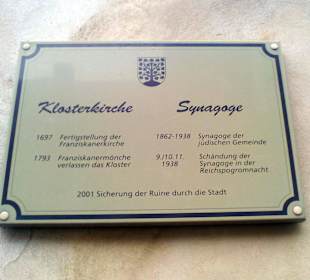 Klosterkirche
1697 Fertigstellung der
Franziskanerkirche
1793 Franziskanermönche
verlassen das Kloster
Synagoge
1862-1938 Synagoge der
jüdischen Gemeinde
9./10.11. Schändung der
1938 Synagoge in der
Reichspogromnacht
2001 Sicherung der Ruine durch die Stadt